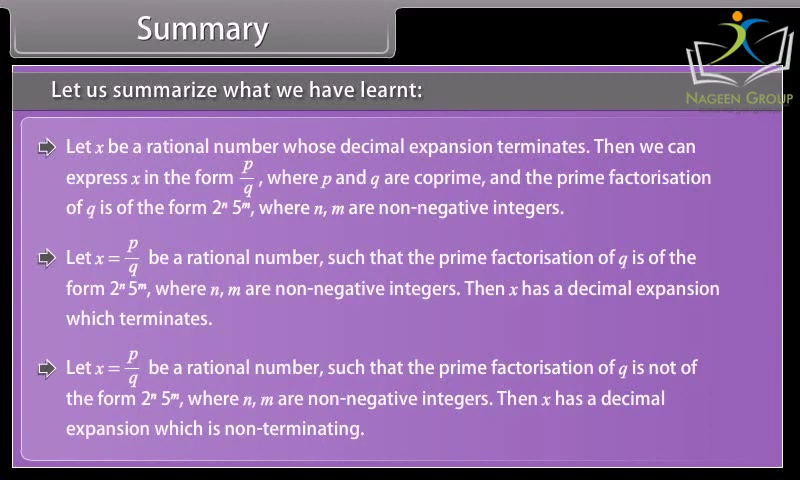 Summary
NAGEEN GROUP
Let us summarize what we have learnt:
Let x be a rational number whose decimal expansion terminates. Then we can
express x in the form p/q, where p and q are coprime, and the prime factorisation
of q is of the form 2ⁿ 5ᵐ, where n, m are non-negative integers.
Let x = p/q be a rational number, such that the prime factorisation of q is of the
form 2ⁿ 5ᵐ, where n, m are non-negative integers. Then x has a decimal expansion
which terminates.
Let x = p/q be a rational number, such that the prime factorisation of q is not of
the form 2ⁿ 5ᵐ, where n, m are non-negative integers. Then x has a decimal
expansion which is non-terminating.